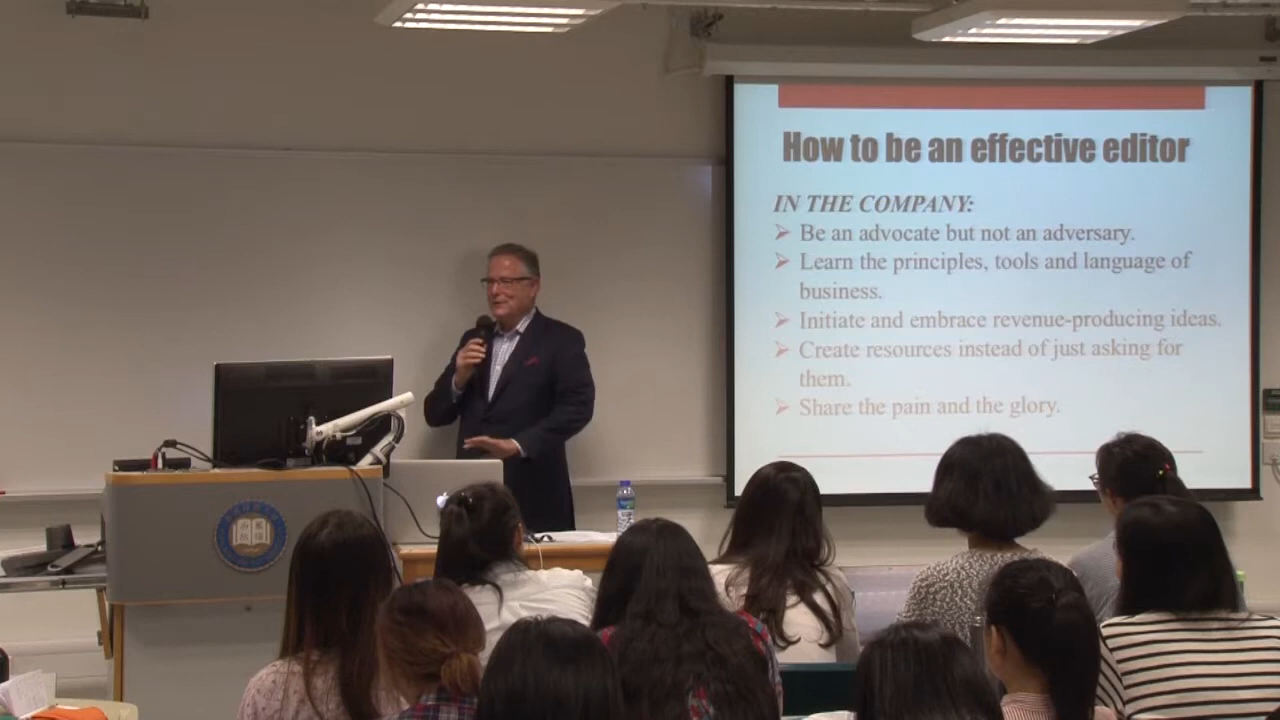 How to be an effective editor
IN THE COMPANY:
Be an advocate but not an adversary.
Learn the principles, tools and language of
business.
Initiate and embrace revenue-producing ideas.
Create resources instead of just asking for
them.
Share the pain and the glory.